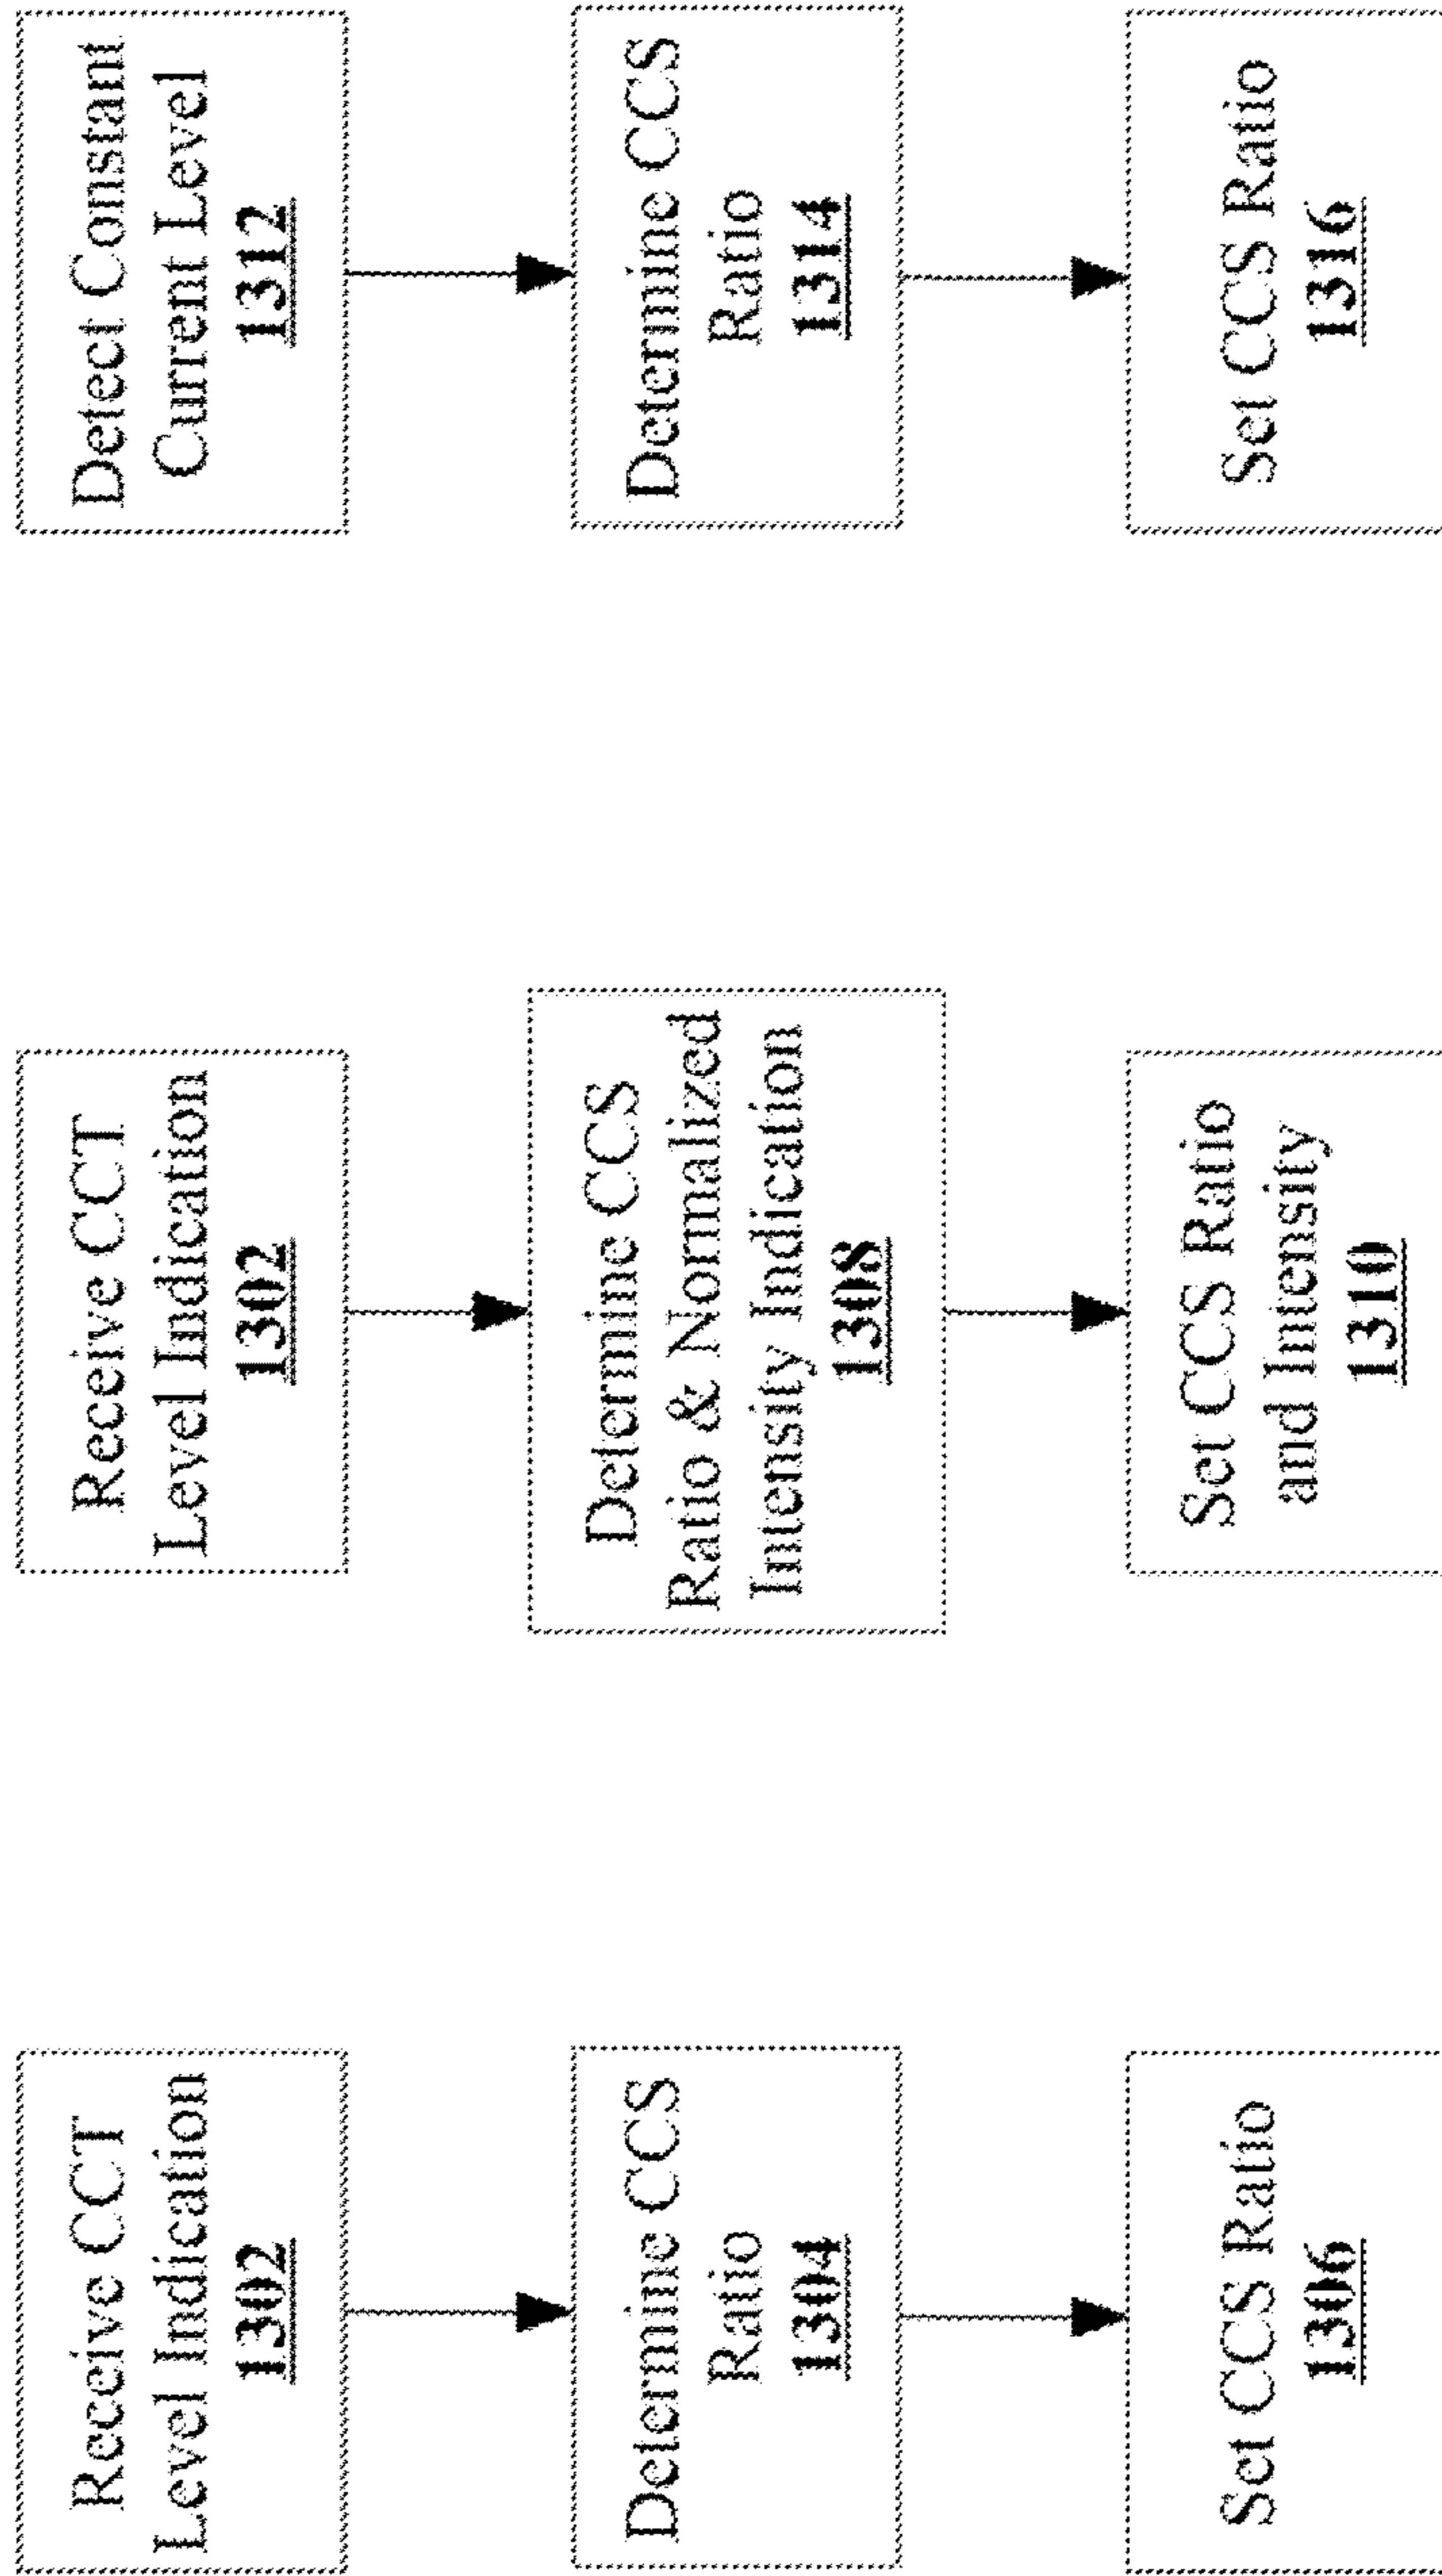 Receive CCT
Level Indication
1302
Determine CCS
Ratio
1304
Set CCS Ratio
1306
Receive CCT
Level Indication
1302
Determine CCS
Ratio & Normalized
Intensity Indication
1308
Set CCS Ratio
and Intensity
1310
Detect Constant
Current Level
1312
Determine CCS
Ratio
1314
Set CCS Ratio
1316